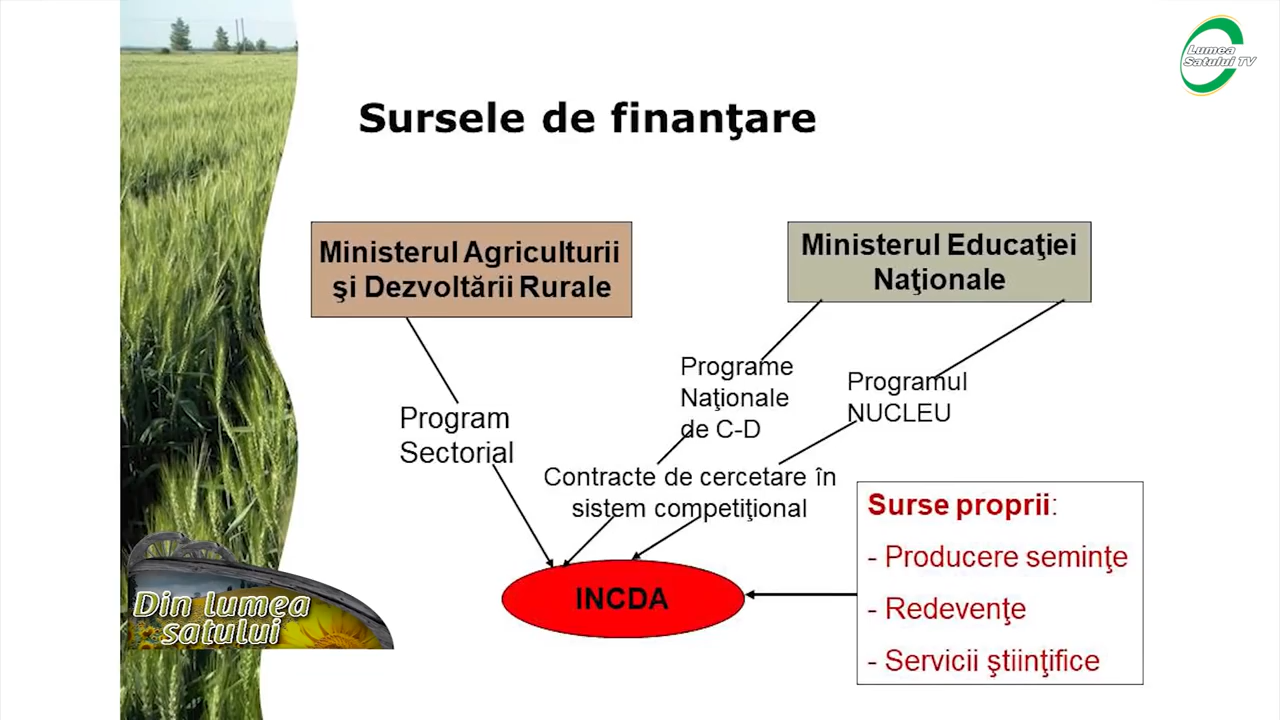 Lumea
Satului TV
Sursele de finanţare
Ministerul Agriculturii
şi Dezvoltării Rurale
Ministerul Educaţiei
Naţionale
Programe
Naţionale
de C-D
Programul
NUCLEU
Program
Sectorial
Contracte de cercetare în
sistem competiţional
Surse proprii:
- Producere seminţe
- Redevenţe
- Servicii ştiinţifice
INCDA
Din lumea
satului